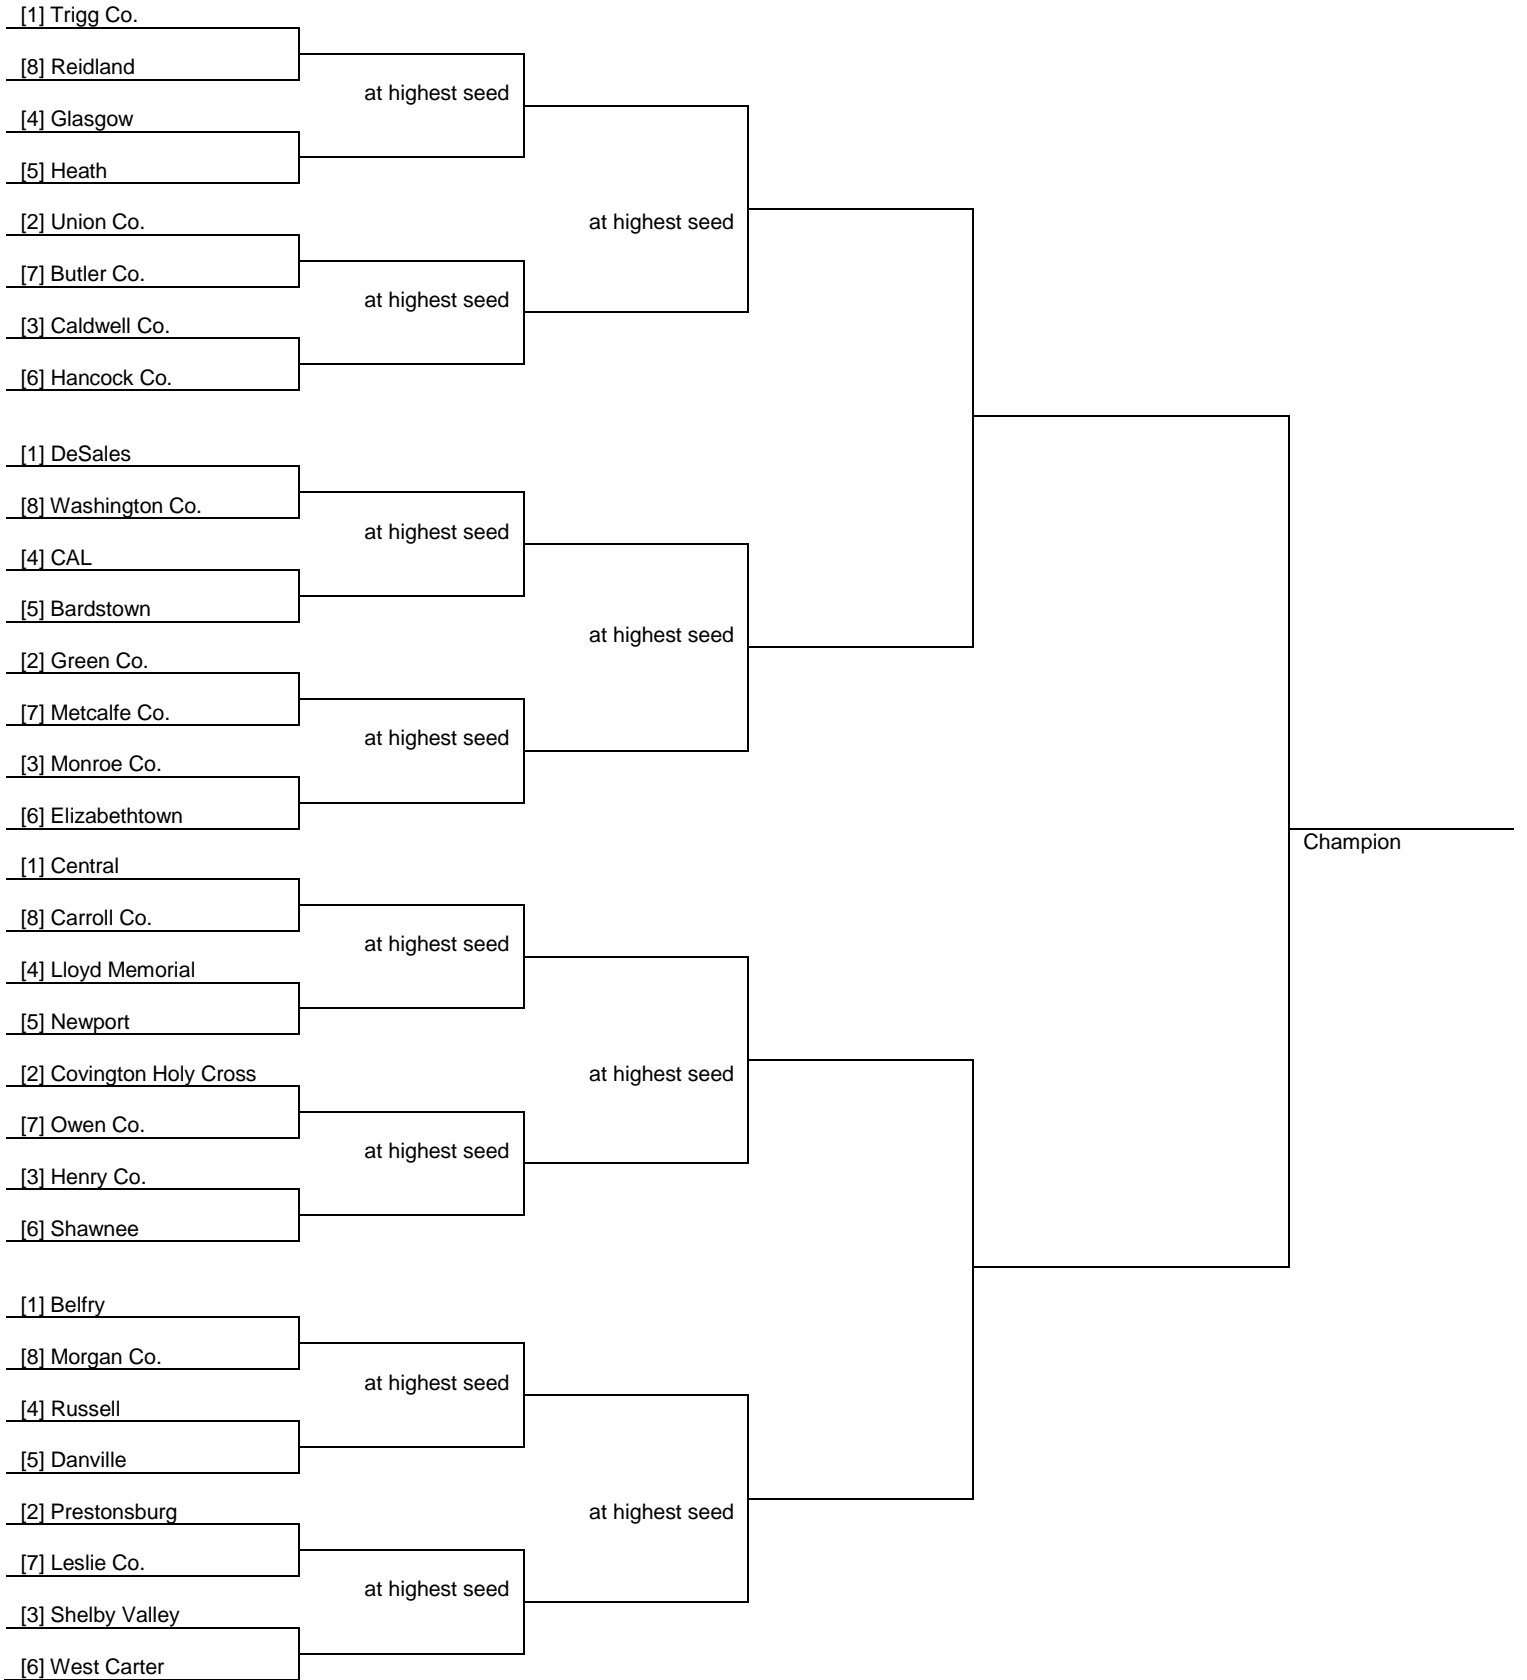 [1] Trigg Co.
[8] Reidland
at highest seed
[4] Glasgow
[5] Heath
[2] Union Co.
at highest seed
[7] Butler Co.
at highest seed
[3] Caldwell Co.
[6] Hancock Co.
[1] DeSales
[8] Washington Co.
at highest seed
[4] CAL
[5] Bardstown
at highest seed
[2] Green Co.
[7] Metcalfe Co.
at highest seed
[3] Monroe Co.
[6] Elizabethtown
Champion
[1] Central
[8] Carroll Co.
at highest seed
[4] Lloyd Memorial
[5] Newport
[2] Covington Holy Cross
at highest seed
[7] Owen Co.
at highest seed
[3] Henry Co.
[6] Shawnee
[1] Belfry
[8] Morgan Co.
at highest seed
[4] Russell
[5] Danville
[2] Prestonsburg
at highest seed
[7] Leslie Co.
at highest seed
[3] Shelby Valley
[6] West Carter